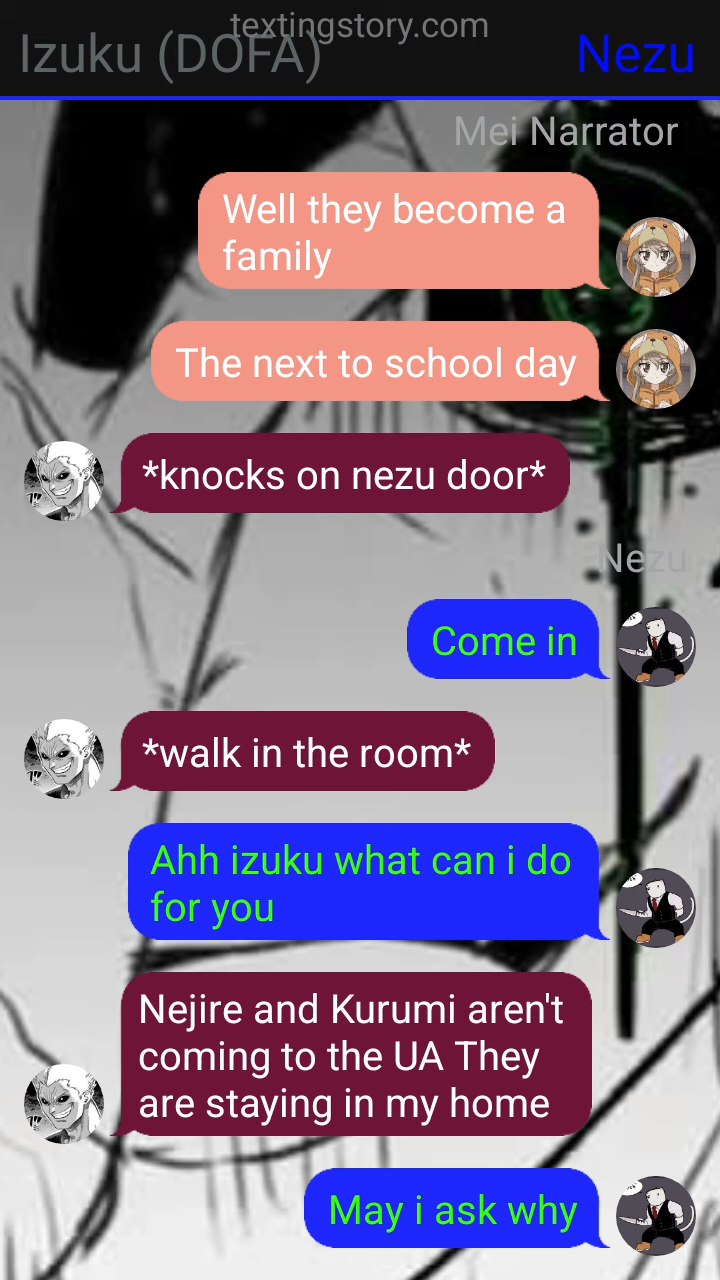 textingstory.com
Izuku (DOFA)
Nezu
Mei Narrator
Well they become a
family
The next to school day
*knocks on nezu door*
Nezu
Come in
*walk in the room*
Ahh izuku what can i do
for you
Nejire and Kurumi aren't
coming to the UA They
are staying in my home
May i ask why